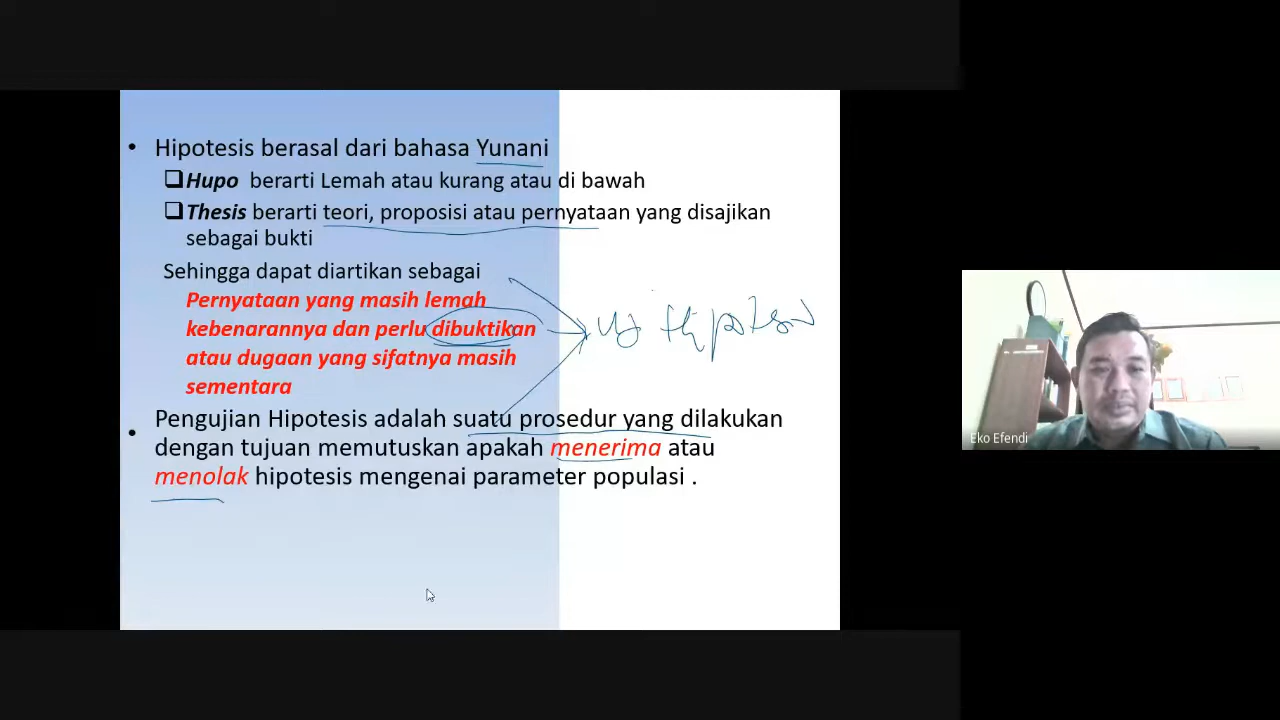 • Hipotesis berasal dari bahasa Yunani
❑Hupo berarti Lemah atau kurang atau di bawah
❑Thesis berarti teori, proposisi atau pernyataan yang disajikan
sebagai bukti
Sehingga dapat diartikan sebagai
Pernyataan yang masih lemah
kebenarannya dan perlu dibuktikan
atau dugaan yang sifatnya masih
sementara
Uji Hipotesis
• Pengujian Hipotesis adalah suatu prosedur yang dilakukan
dengan tujuan memutuskan apakah menerima atau
menolak hipotesis mengenai parameter populasi .
Eko Efendi